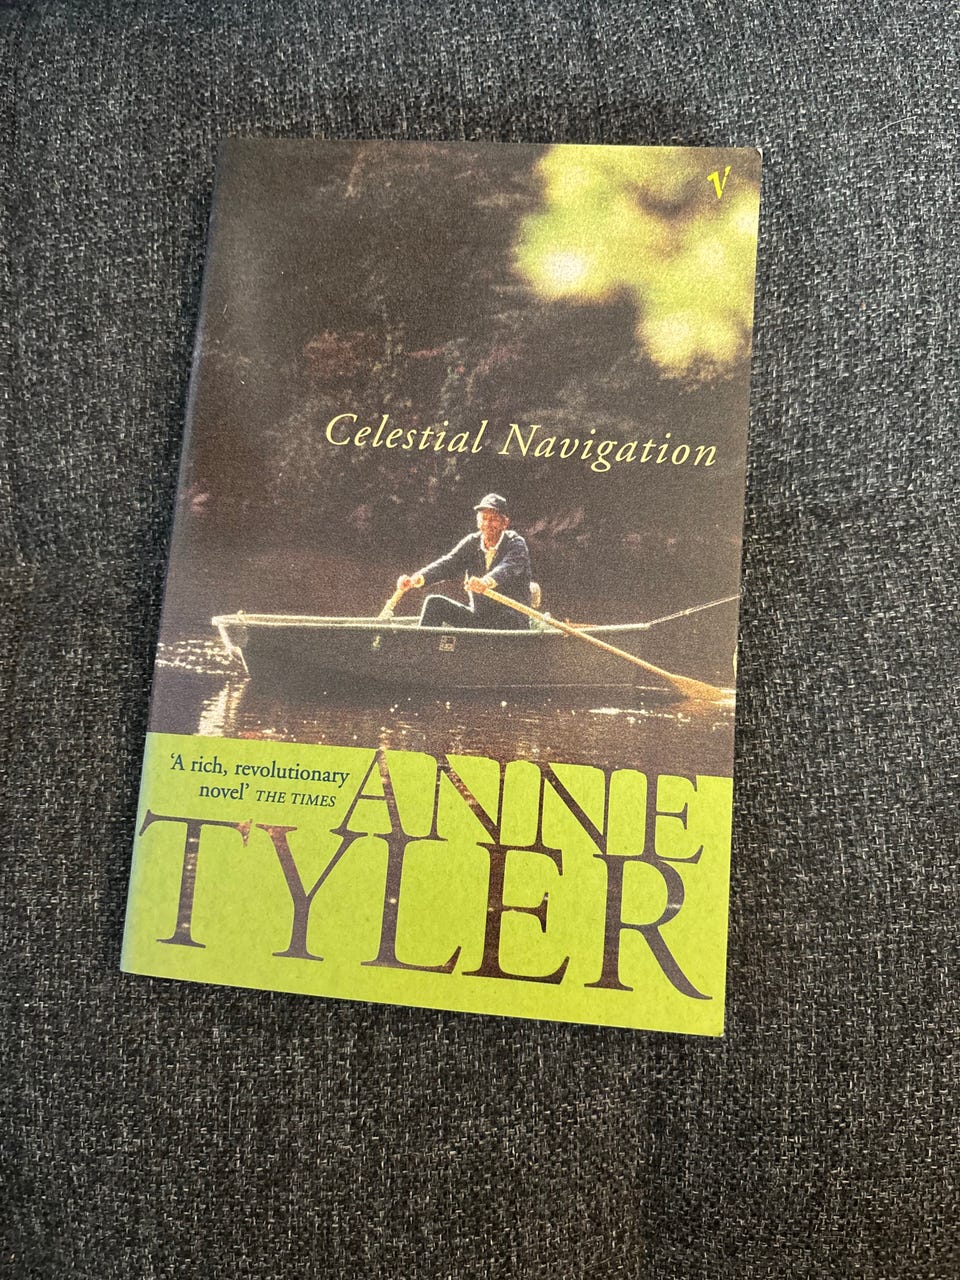 V
Celestial Navigation
‘A rich, revolutionary
novel’ THE TIMES
ANNE
TYLER